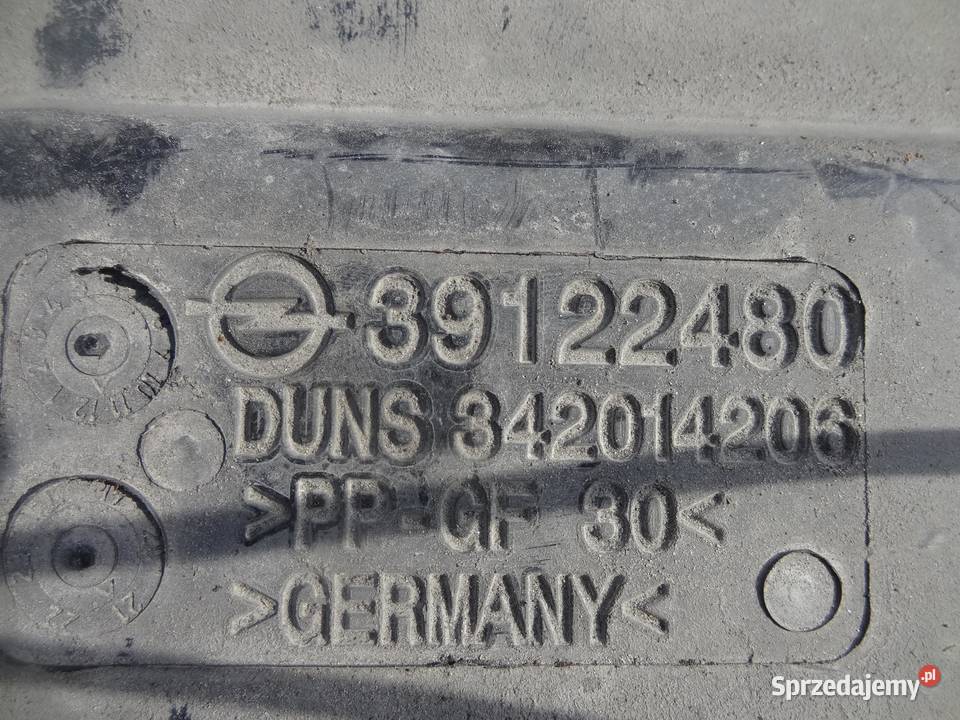 39122480
DUNS 342014206
>PP-GF 30<
>GERMANY<
Sprzedajemy.pl